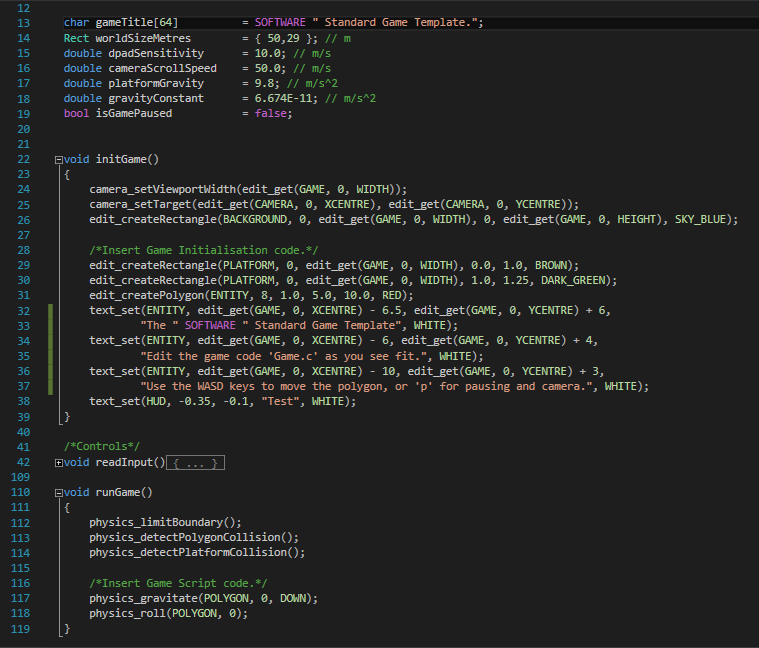 12
13 char gameTitle[64] = SOFTWARE " Standard Game Template.";
14 Rect worldSizeMetres = { 50,29 }; // m
15 double dpadSensitivity = 10.0; // m/s
16 double cameraScrollSpeed = 50.0; // m/s
17 double platformGravity = 9.8; // m/s^2
18 double gravityConstant = 6.674E-11; // m/s^2
19 bool isGamePaused = false;
20
21
22 void initGame()
23 {
24 camera_setViewportWidth(edit_get(GAME, 0, WIDTH));
25 camera_setTarget(edit_get(CAMERA, 0, XCENTRE), edit_get(CAMERA, 0, YCENTRE));
26 edit_createRectangle(BACKGROUND, 0, edit_get(GAME, 0, WIDTH), 0, edit_get(GAME, 0, HEIGHT), SKY_BLUE);
27
28 /*Insert Game Initialisation code.*/
29 edit_createRectangle(PLATFORM, 0, edit_get(GAME, 0, WIDTH), 0.0, 1.0, BROWN);
30 edit_createRectangle(PLATFORM, 0, edit_get(GAME, 0, WIDTH), 1.0, 1.25, DARK_GREEN);
31 edit_createPolygon(ENTITY, 8, 1.0, 5.0, 10.0, RED);
32 text_set(ENTITY, edit_get(GAME, 0, XCENTRE) - 6.5, edit_get(GAME, 0, YCENTRE) + 6,
33 "The " SOFTWARE " Standard Game Template", WHITE);
34 text_set(ENTITY, edit_get(GAME, 0, XCENTRE) - 6, edit_get(GAME, 0, YCENTRE) + 4,
35 "Edit the game code 'Game.c' as you see fit.", WHITE);
36 text_set(ENTITY, edit_get(GAME, 0, XCENTRE) - 10, edit_get(GAME, 0, YCENTRE) + 3,
37 "Use the WASD keys to move the polygon, or 'p' for pausing and camera.", WHITE);
38 text_set(HUD, -0.35, -0.1, "Test", WHITE);
39 }
40
41 /*Controls*/
42 void readInput() { ... }
109
110 void runGame()
111 {
112 physics_limitBoundary();
113 physics_detectPolygonCollision();
114 physics_detectPlatformCollision();
115
116 /*Insert Game Script code.*/
117 physics_gravitate(POLYGON, 0, DOWN);
118 physics_roll(POLYGON, 0);
119 }